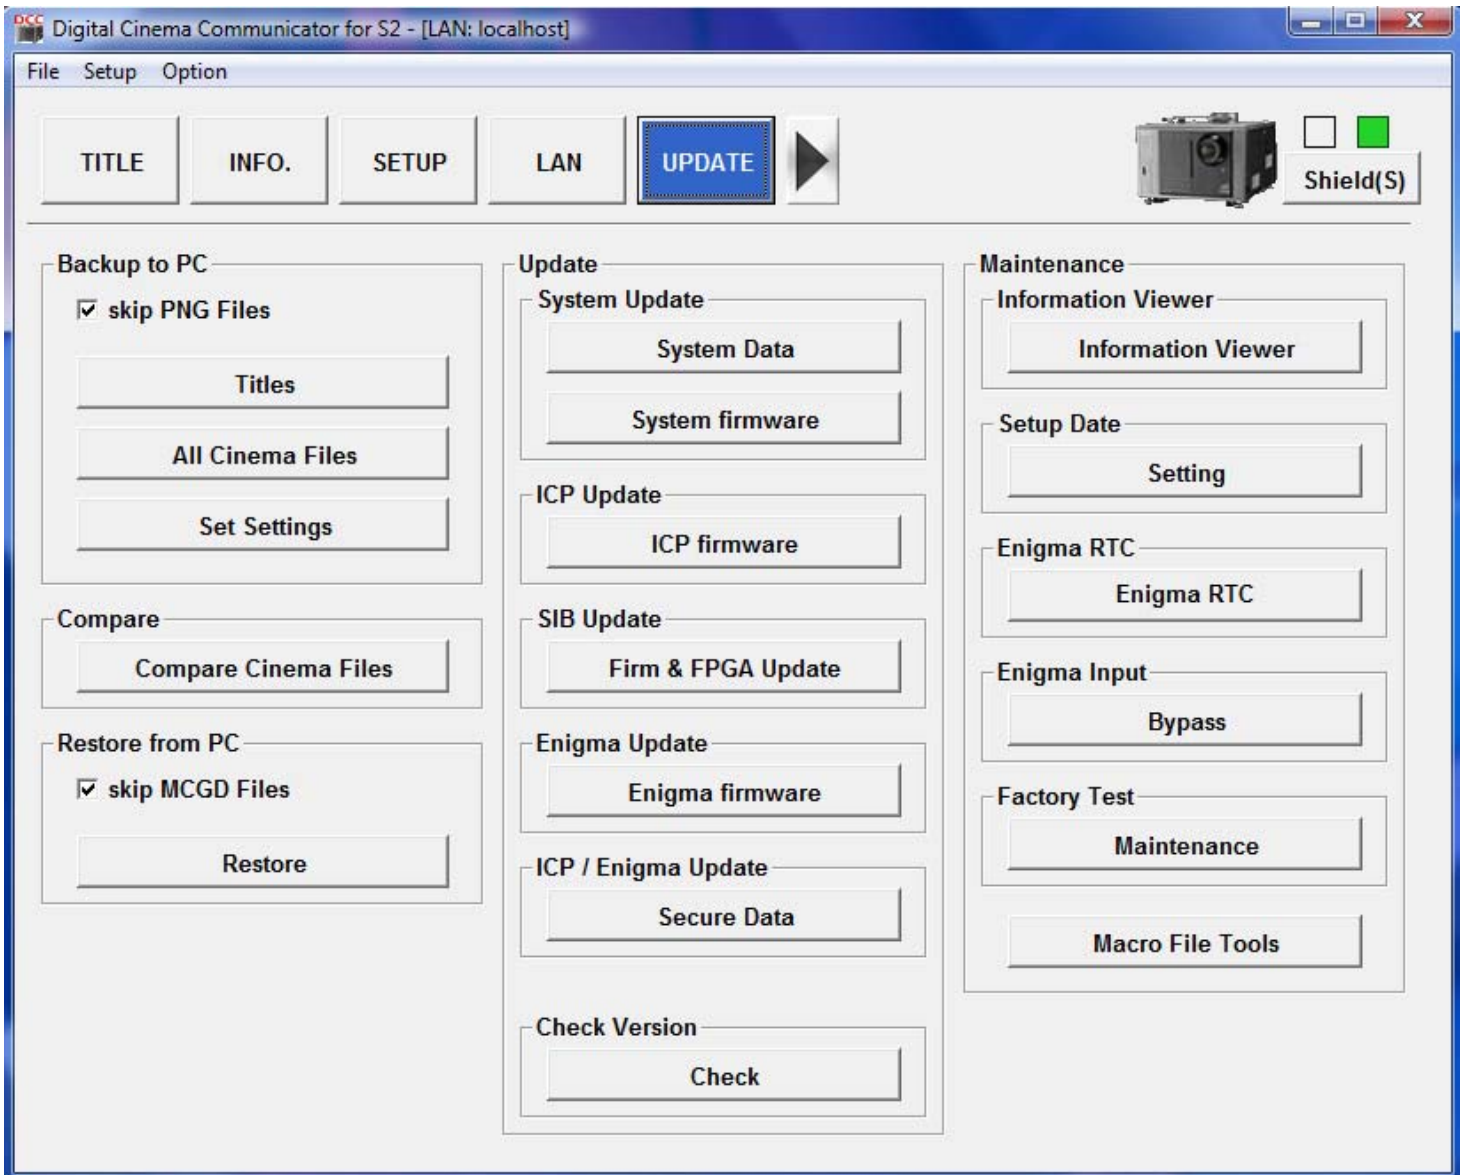 DCC Digital Cinema Communicator for S2 - [LAN: localhost]
File Setup Option
TITLE INFO. SETUP LAN UPDATE Shield(S)
Backup to PC
skip PNG Files
Titles
All Cinema Files
Set Settings
Compare
Compare Cinema Files
Restore from PC
skip MCGD Files
Restore
Update
System Update
System Data
System firmware
ICP Update
ICP firmware
SIB Update
Firm & FPGA Update
Enigma Update
Enigma firmware
ICP / Enigma Update
Secure Data
Check Version
Check
Maintenance
Information Viewer
Information Viewer
Setup Date
Setting
Enigma RTC
Enigma RTC
Enigma Input
Bypass
Factory Test
Maintenance
Macro File Tools